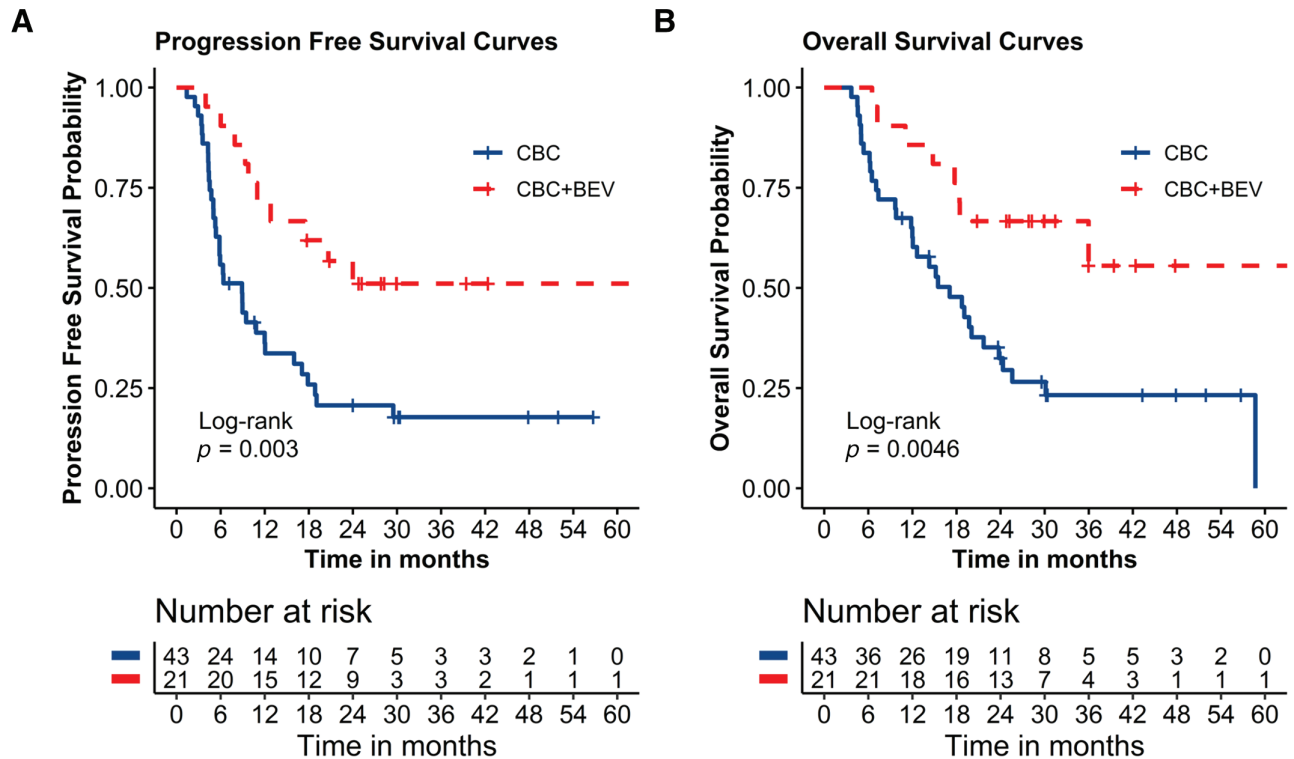 A
Progression Free Survival Curves
Proression Free Survival Probability
1.00
0.75
0.50
0.25
0.00
CBC
CBC+BEV
Log-rank
p = 0.003
0 6 12 18 24 30 36 42 48 54 60
Time in months
Number at risk
43 24 14 10 7 5 3 3 2 1 0
21 20 15 12 9 3 3 2 1 1 1
0 6 12 18 24 30 36 42 48 54 60
Time in months
B
Overall Survival Curves
Overall Survival Probability
1.00
0.75
0.50
0.25
0.00
CBC
CBC+BEV
Log-rank
p = 0.0046
0 6 12 18 24 30 36 42 48 54 60
Time in months
Number at risk
43 36 26 19 11 8 5 5 3 2 0
21 21 18 16 13 7 4 3 1 1 1
0 6 12 18 24 30 36 42 48 54 60
Time in months